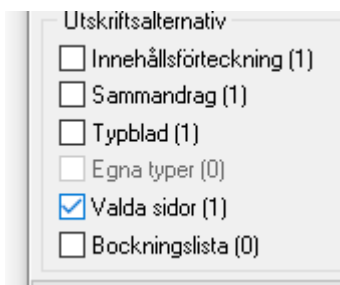 Utskriftsalternativ
Innehållsförteckning (1)
Sammandrag (1)
Typblad (1)
Egna typer (0)
Valda sidor (1)
Bockningslista (0)